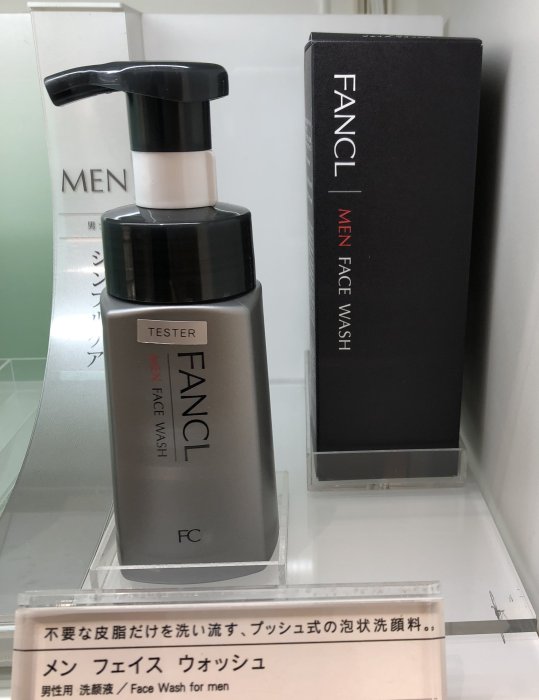 MEN
TESTER
FANCL
MEN FACE WASH
FC
FANCL
MEN FACE WASH
不要な皮脂だけを洗い流す、プッシュ式の泡状洗顔料。
メン フェイス ウォッシュ
男性用 洗顔液 / Face Wash for men